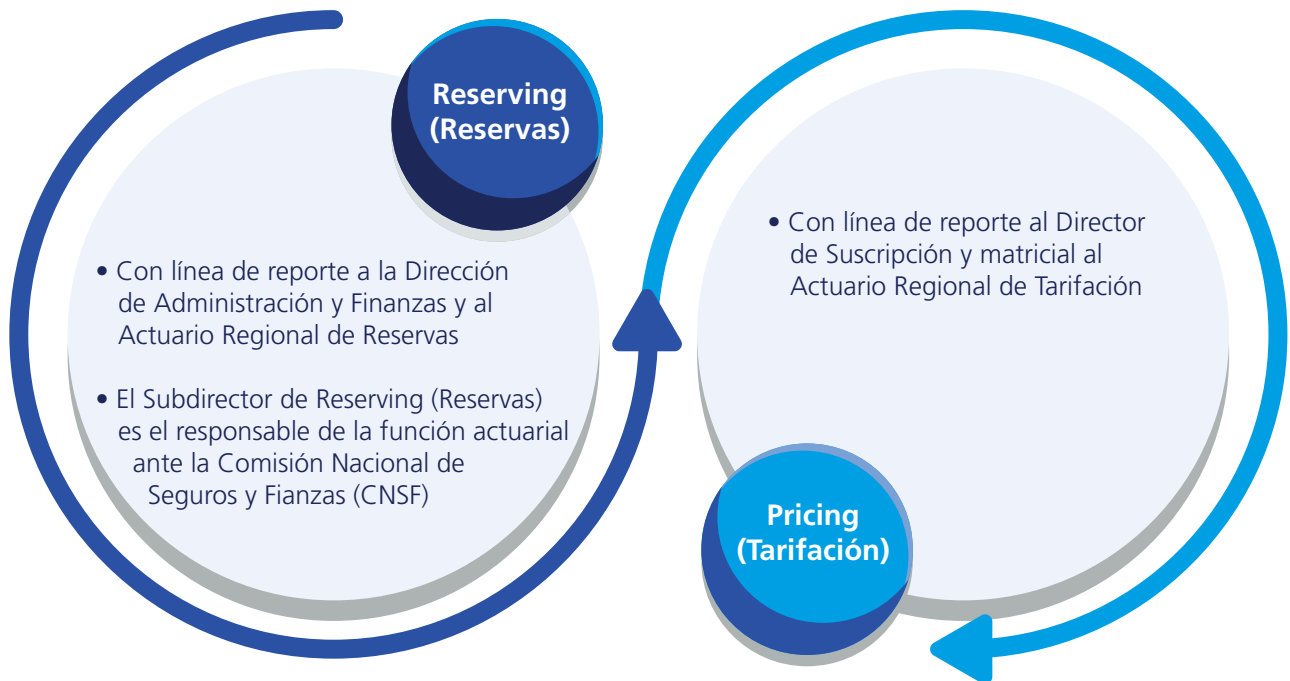 Reserving
(Reservas)
• Con línea de reporte a la Dirección
de Administración y Finanzas y al
Actuario Regional de Reservas
• El Subdirector de Reserving (Reservas)
es el responsable de la función actuarial
ante la Comisión Nacional de
Seguros y Fianzas (CNSF)
• Con línea de reporte al Director
de Suscripción y matricial al
Actuario Regional de Tarifación
Pricing
(Tarifación)